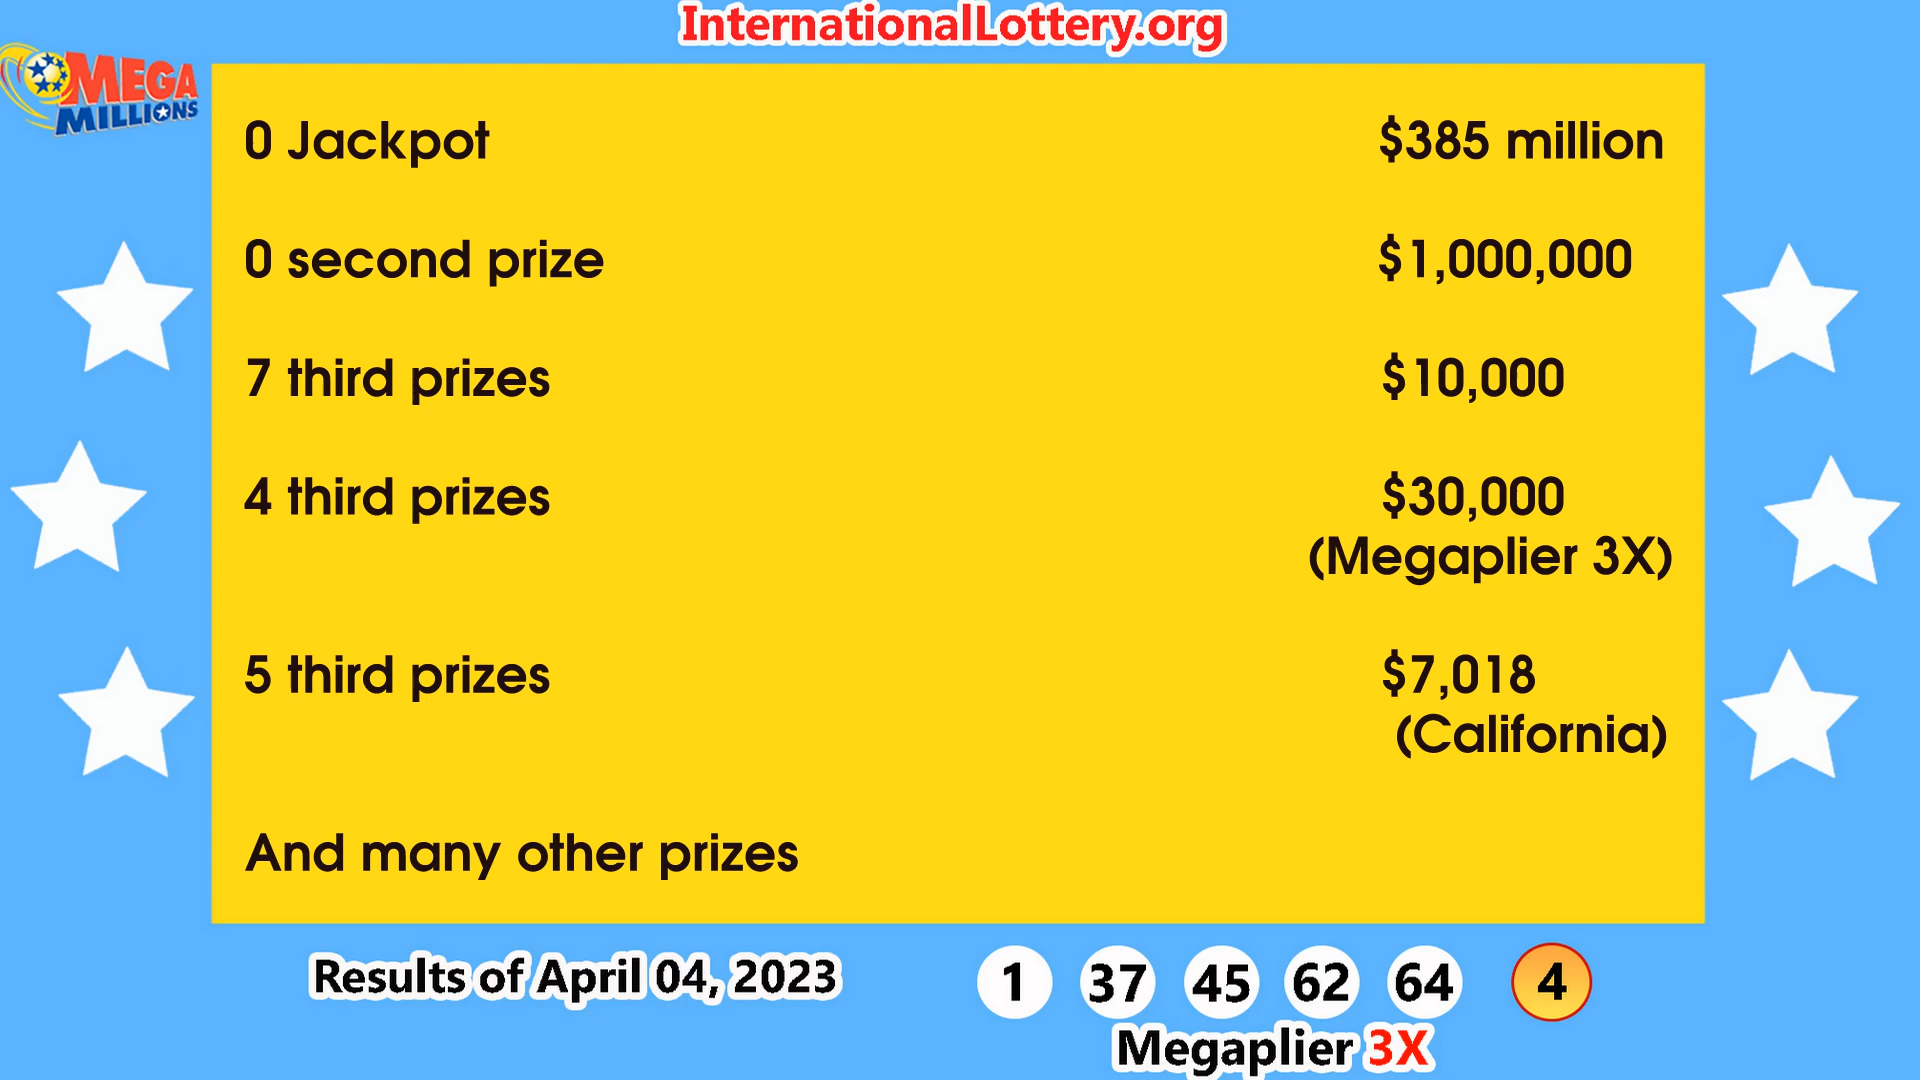 InternationalLottery.org
MEGA
MILLIONS
0 Jackpot $385 million
0 second prize $1,000,000
7 third prizes $10,000
4 third prizes $30,000
(Megaplier 3X)
5 third prizes $7,018
(California)
And many other prizes
Results of April 04, 2023 1 37 45 62 64 4
Megaplier 3X